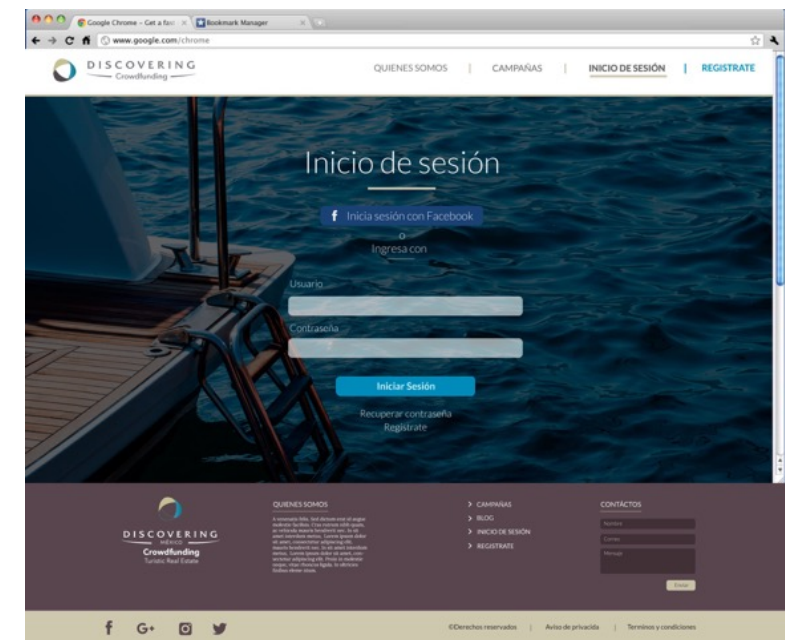 Google Chrome - Get a fast
Bookmark Manager
www.google.com/chrome
DISCOVERING
Crowdfunding
QUIENES SOMOS | CAMPAÑAS | INICIO DE SESIÓN | REGISTRATE
Inicio de sesión
f Inicia sesión con Facebook
o
Ingresa con
Usuario
Contraseña
Iniciar Sesión
Recuperar contraseña
Regístrate
DISCOVERING
MÉXICO
Crowdfunding
Turistic Real Estate
QUIENES SOMOS
CAMPAÑAS
BLOG
INICIO DE SESIÓN
REGISTRATE
CONTÁCTOS
Nombre
Correo
Mensaje
Enviar
f G+
©Derechos reservados | Aviso de privacida | Terminos y condiciones